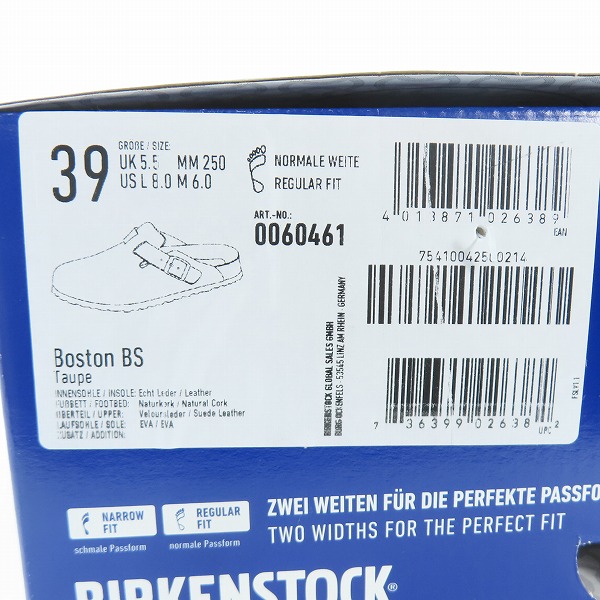 39
GRÖßE / SIZE:
UK 5.5 MM 250
US L 8.0 M 6.0
NORMALE WEITE
REGULAR FIT
ART.-NO.:
0060461
4 013871 026389
EAN
75410042500214
Boston BS
Taupe
INNENSOHLE / INSOLE: Echt Leder / Leather
FUßBETT / FOOTBED: Naturkork / Natural Cork
OBERTEIL / UPPER: Veloursleder / Suede Leather
LAUFSOHLE / SOLE: EVA / EVA
ZUSATZ / ADDITION:
BIRKENSTOCK GLOBAL SALES GMBH
BURG OCKENFELS · 53545 LINZ AM RHEIN · GERMANY
7 36399 02638 2
UPC
NARROW
FIT
schmale Passform
REGULAR
FIT
normale Passform
ZWEI WEITEN FÜR DIE PERFEKTE PASSFO
TWO WIDTHS FOR THE PERFECT FIT
BIRKENSTOCK®